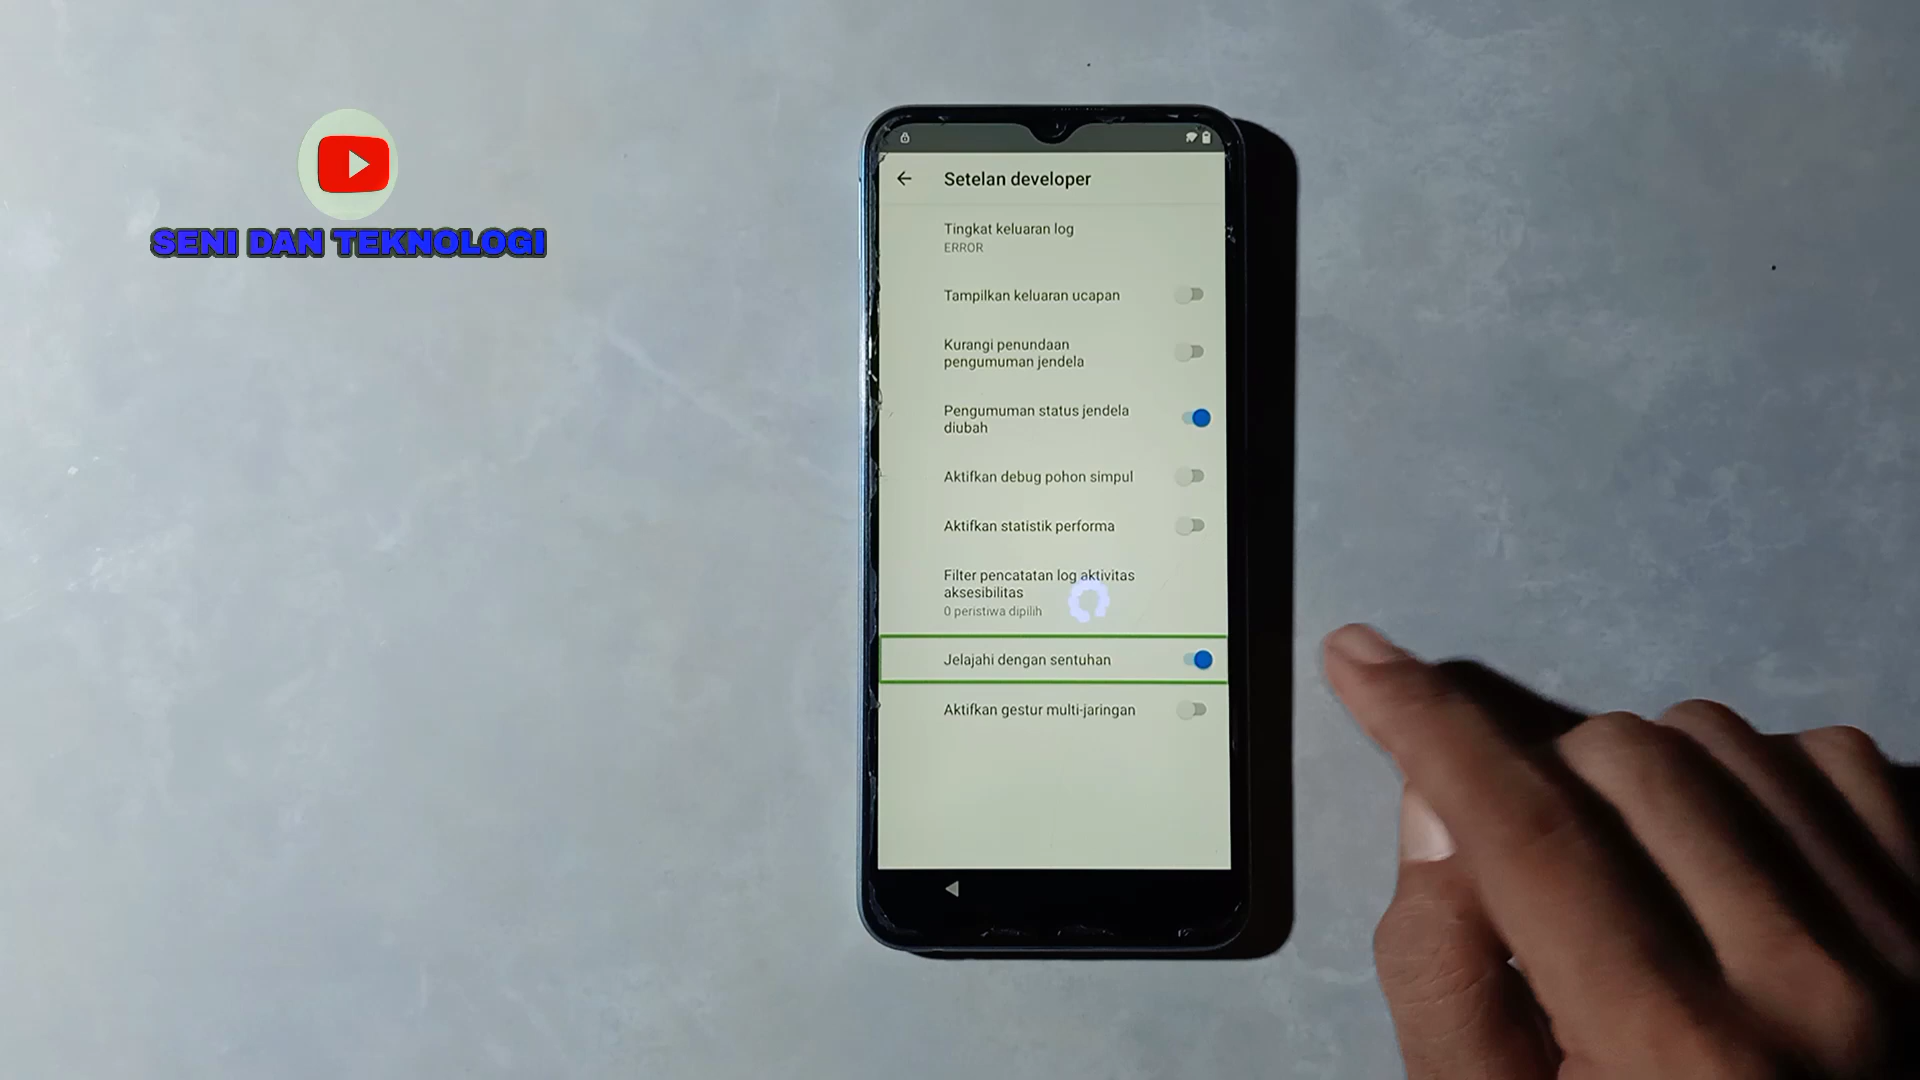 SENI DAN TEKNOLOGI
Setelan developer
Tingkat keluaran log
ERROR
Tampilkan keluaran ucapan
Kurangi penundaan
pengumuman jendela
Pengumuman status jendela
diubah
Aktifkan debug pohon simpul
Aktifkan statistik performa
Filter pencatatan log aktivitas
aksesibilitas
0 peristiwa dipilih
Jelajahi dengan sentuhan
Aktifkan gestur multi-jaringan